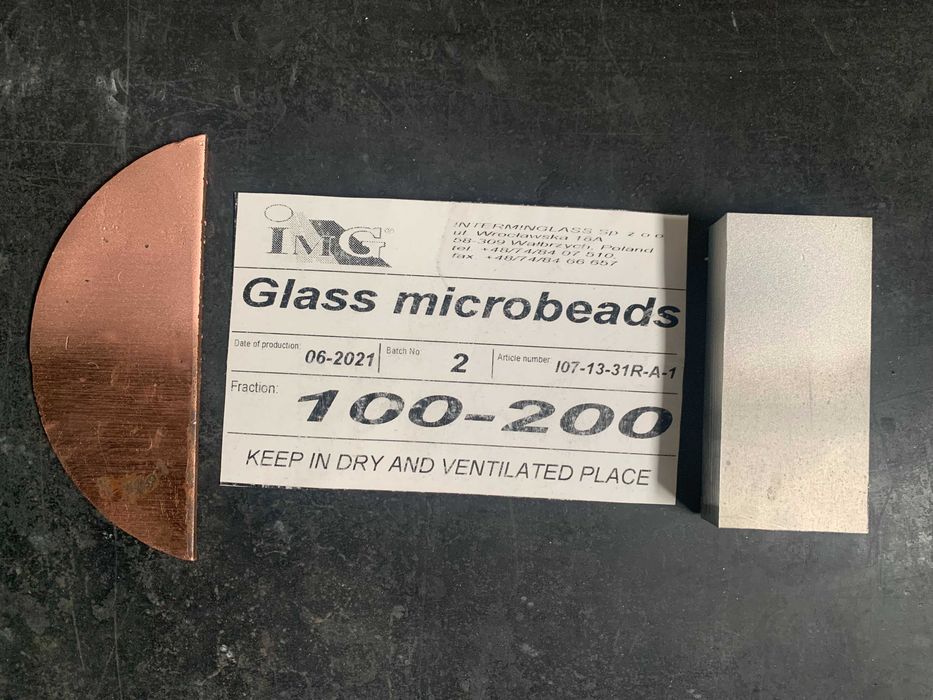 IMG
INTERMINGLASS Sp. z o.o.
ul. Wrocławska 16A
58-309 Wałbrzych, Poland
tel. +48/74/84 07 510,
fax +48/74/84 66 657
Glass microbeads
Date of production: 06-2021 Batch No: 2 Article number: I07-13-31R-A-1
Fraction: 100-200
KEEP IN DRY AND VENTILATED PLACE